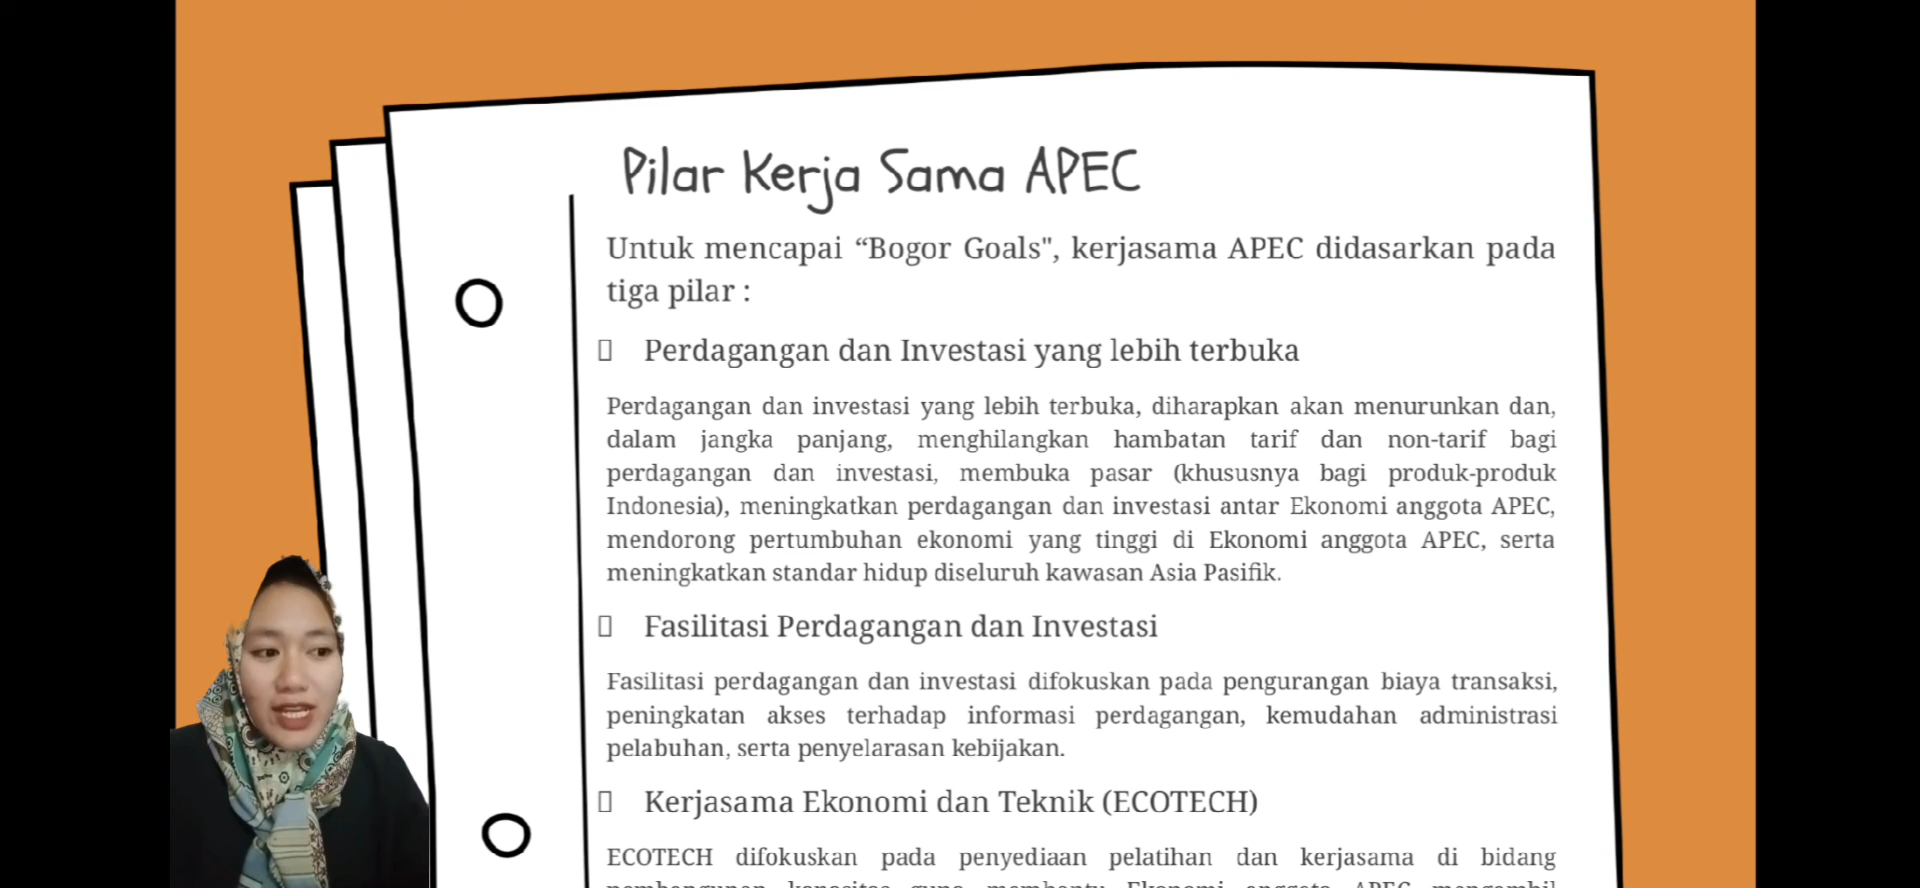 Pilar Kerja Sama APEC
Untuk mencapai “Bogor Goals", kerjasama APEC didasarkan pada
tiga pilar :
Perdagangan dan Investasi yang lebih terbuka
Perdagangan dan investasi yang lebih terbuka, diharapkan akan menurunkan dan,
dalam jangka panjang, menghilangkan hambatan tarif dan non-tarif bagi
perdagangan dan investasi, membuka pasar (khususnya bagi produk-produk
Indonesia), meningkatkan perdagangan dan investasi antar Ekonomi anggota APEC,
mendorong pertumbuhan ekonomi yang tinggi di Ekonomi anggota APEC, serta
meningkatkan standar hidup diseluruh kawasan Asia Pasifik.
Fasilitasi Perdagangan dan Investasi
Fasilitasi perdagangan dan investasi difokuskan pada pengurangan biaya transaksi,
peningkatan akses terhadap informasi perdagangan, kemudahan administrasi
pelabuhan, serta penyelarasan kebijakan.
Kerjasama Ekonomi dan Teknik (ECOTECH)
ECOTECH difokuskan pada penyediaan pelatihan dan kerjasama di bidang